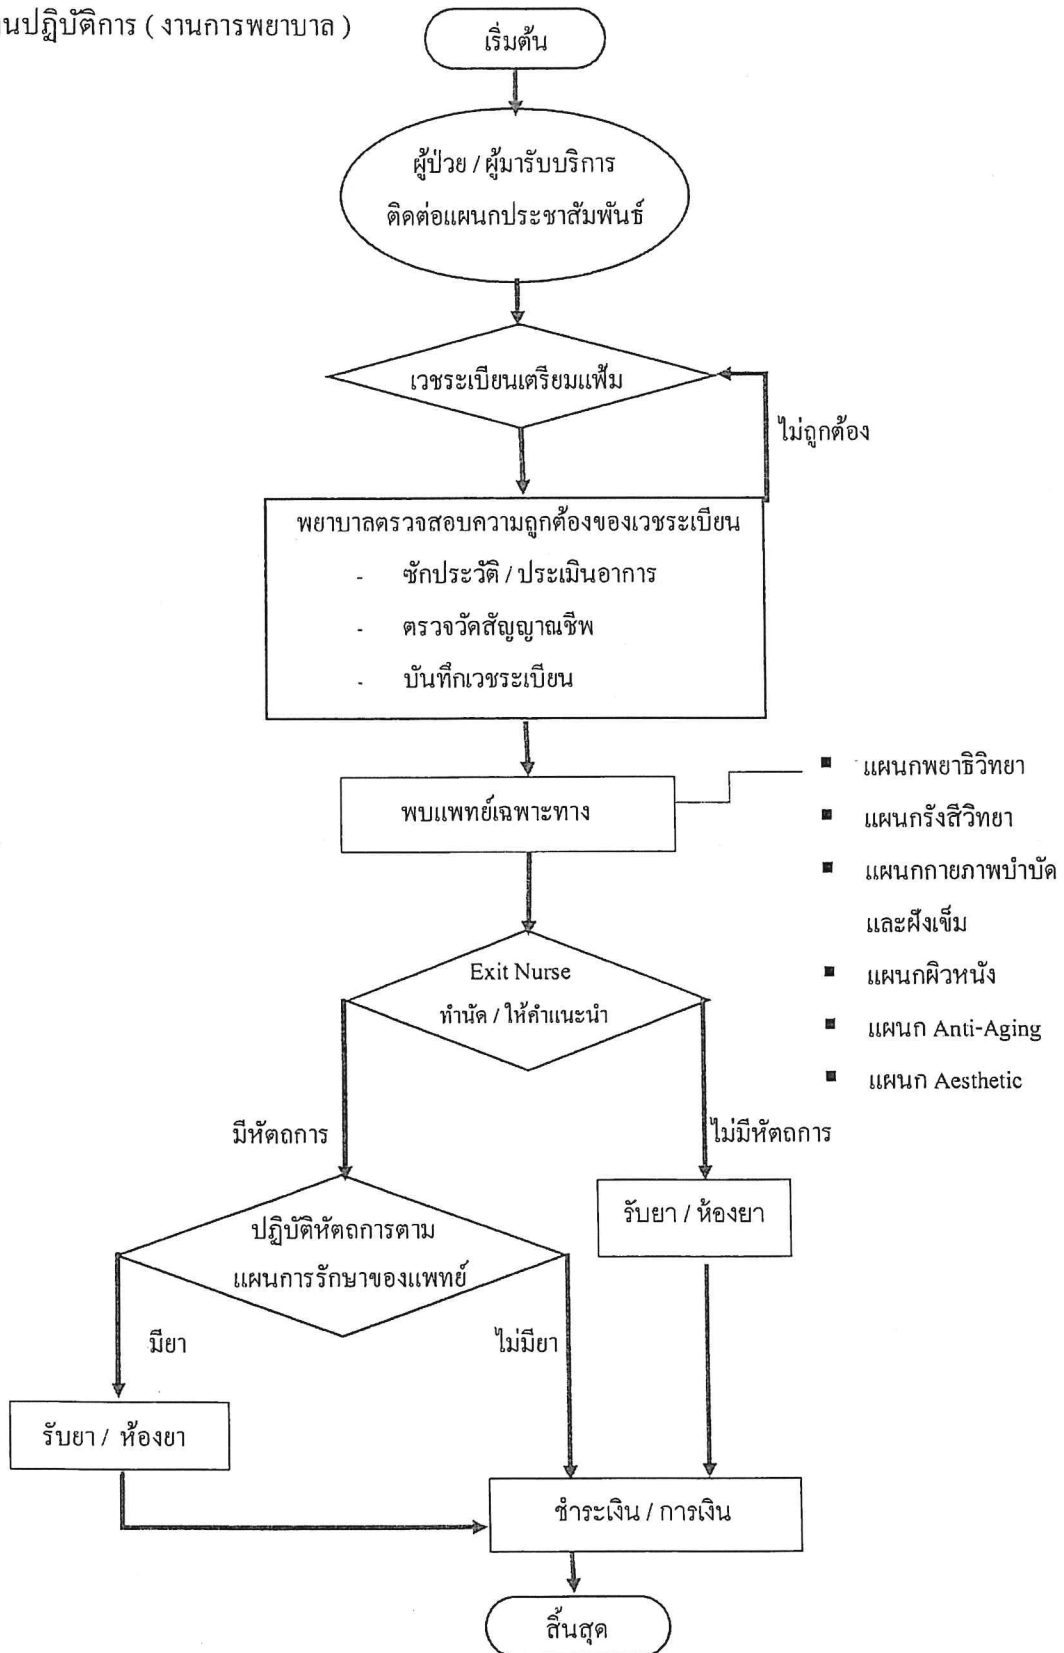 นปฏิบัติการ ( งานการพยาบาล )
เริ่มต้น
ผู้ป่วย / ผู้มารับบริการ
ติดต่อแผนกประชาสัมพันธ์
เวชระเบียนเตรียมแฟ้ม
ไม่ถูกต้อง
พยาบาลตรวจสอบความถูกต้องของเวชระเบียน
- ซักประวัติ / ประเมินอาการ
- ตรวจวัดสัญญาณชีพ
- บันทึกเวชระเบียน
พบแพทย์เฉพาะทาง
▪ แผนกพยาธิวิทยา
▪ แผนกรังสีวิทยา
▪ แผนกกายภาพบำบัด
และฝังเข็ม
▪ แผนกผิวหนัง
▪ แผนก Anti-Aging
▪ แผนก Aesthetic
Exit Nurse
ทำนัด / ให้คำแนะนำ
มีหัตถการ
ไม่มีหัตถการ
ปฏิบัติหัตถการตาม
แผนการรักษาของแพทย์
รับยา / ห้องยา
มียา
ไม่มียา
รับยา / ห้องยา
ชำระเงิน / การเงิน
สิ้นสุด